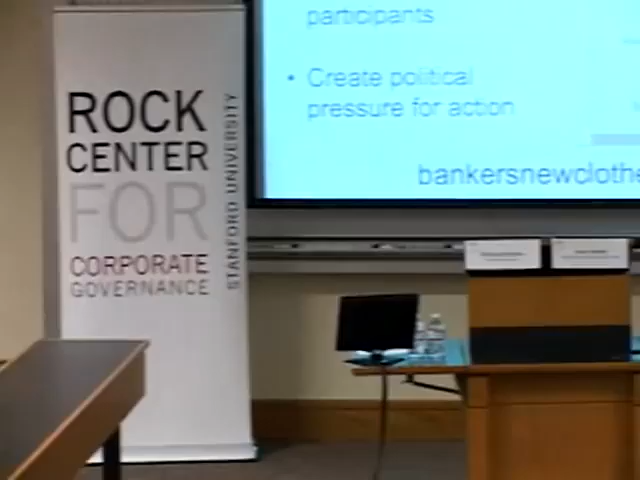 ROCK
CENTER
FOR
CORPORATE
GOVERNANCE
STANFORD UNIVERSITY
participants
• Create political
pressure for action
bankersnewclothe